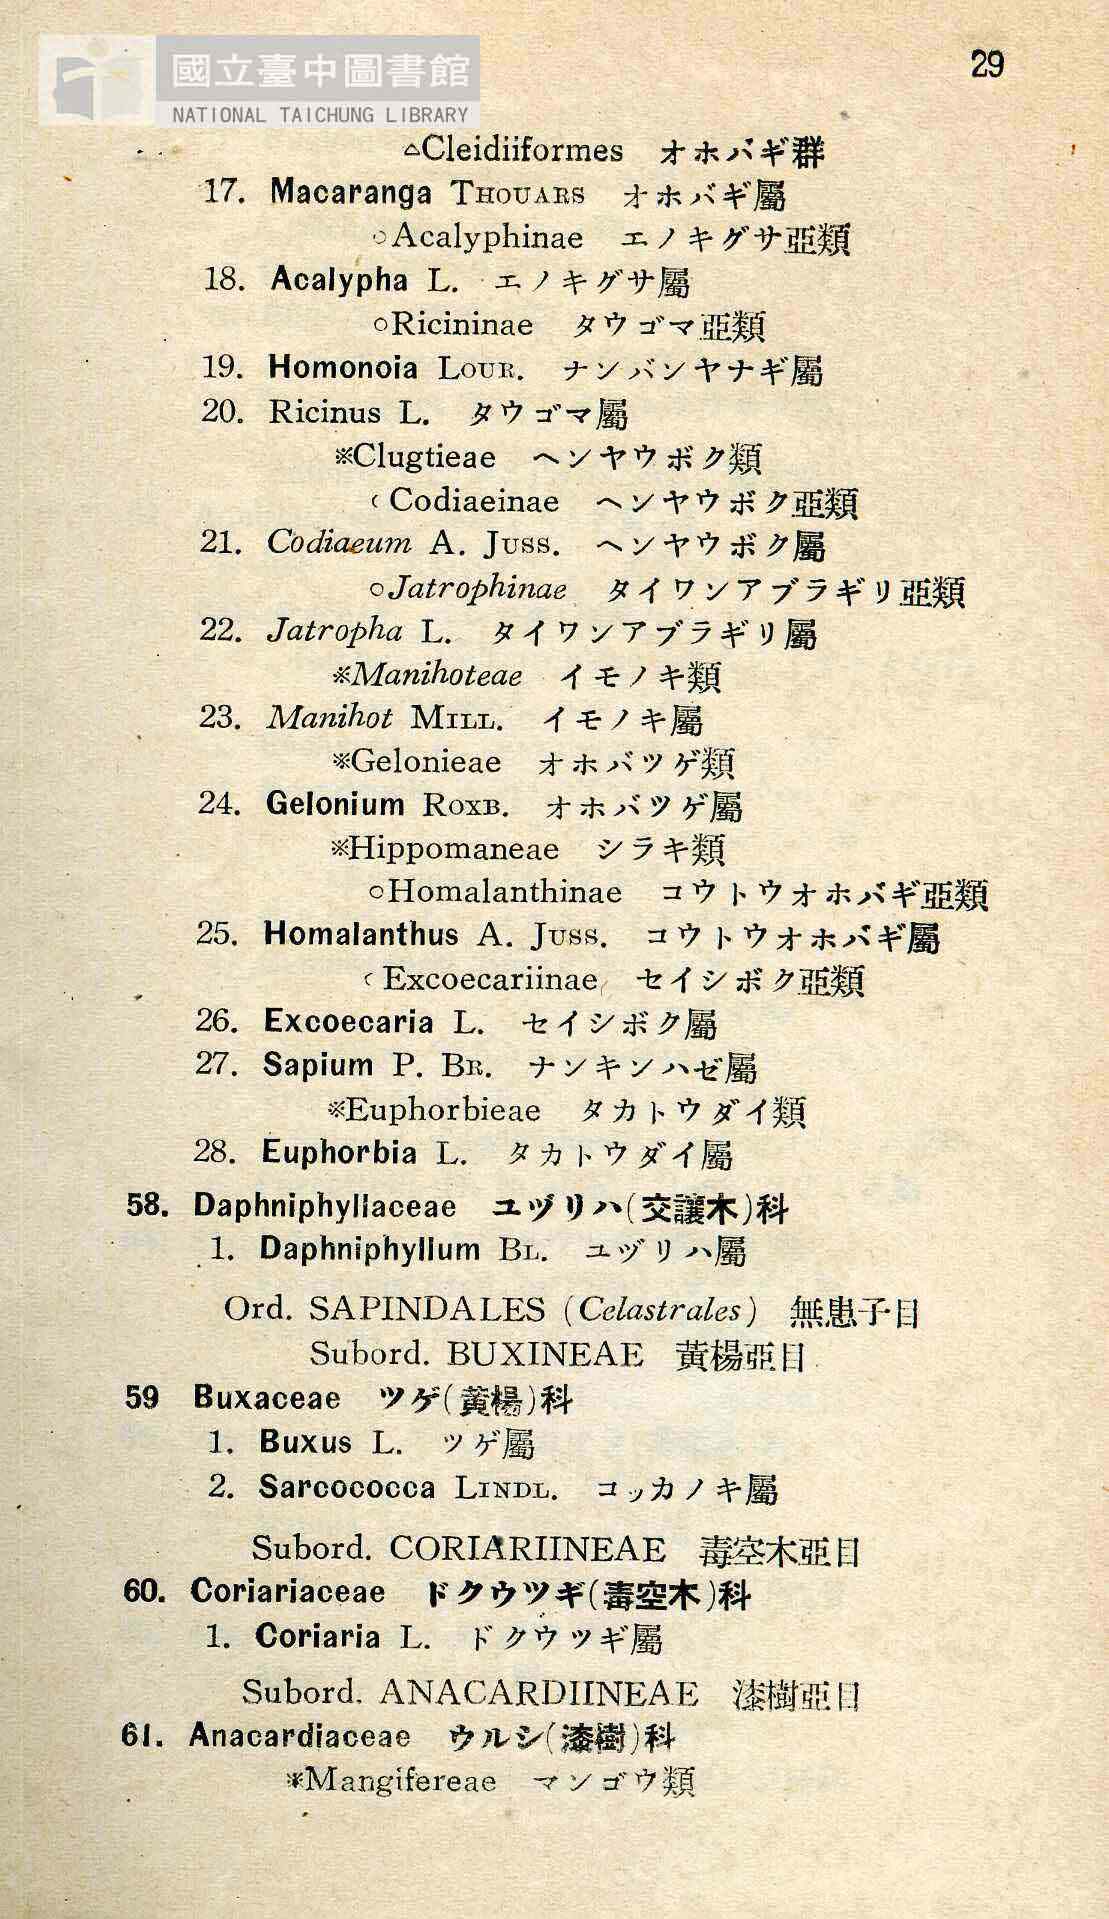 國立臺中圖書館
NATIONAL TAICHUNG LIBRARY
29
△Cleidiiformes オホバギ群
17. Macaranga THOUARS オホバギ屬
○Acalyphinae エノキグサ亞類
18. Acalypha L. エノキグサ屬
○Ricininae タウゴマ亞類
19. Homonoia LOUR. ナンバンヤナギ屬
20. Ricinus L. タウゴマ屬
※Clugtieae ヘンヤウボク類
○Codiaeinae ヘンヤウボク亞類
21. Codiaeum A. JUSS. ヘンヤウボク屬
○Jatrophinae タイワンアブラギリ亞類
22. Jatropha L. タイワンアブラギリ屬
※Manihoteae イモノキ類
23. Manihot MILL. イモノキ屬
※Gelonieae オホバツゲ類
24. Gelonium ROXB. オホバツゲ屬
※Hippomaneae シラキ類
○Homalanthinae コウトウオホバギ亞類
25. Homalanthus A. JUSS. コウトウオホバギ屬
○Excoecariinae セイシボク亞類
26. Excoecaria L. セイシボク屬
27. Sapium P. BR. ナンキンハゼ屬
※Euphorbieae タカトウダイ類
28. Euphorbia L. タカトウダイ屬
58. Daphniphyllaceae ユヅリハ(交讓木)科
1. Daphniphyllum BL. ユヅリハ屬
Ord. SAPINDALES (Celastrales) 無患子目
Subord. BUXINEAE 黃楊亞目
59 Buxaceae ツゲ(黃楊)科
1. Buxus L. ツゲ屬
2. Sarcococca LINDL. コッカノキ屬
Subord. CORIARIINEAE 毒空木亞目
60. Coriariaceae ドクウツギ(毒空木)科
1. Coriaria L. ドクウツギ屬
Subord. ANACARDIINEAE 漆樹亞目
61. Anacardiaceae ウルシ(漆樹)科
※Mangifereae マンゴウ類